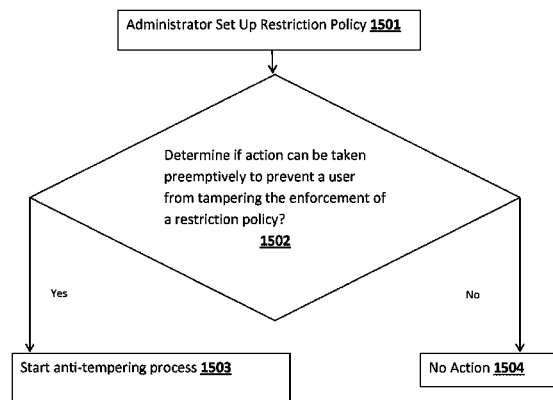 Administrator Set Up Restriction Policy 1501
Determine if action can be taken
preemptively to prevent a user
from tampering the enforcement of
a restriction policy?
1502
Yes
No
Start anti-tempering process 1503
No Action 1504